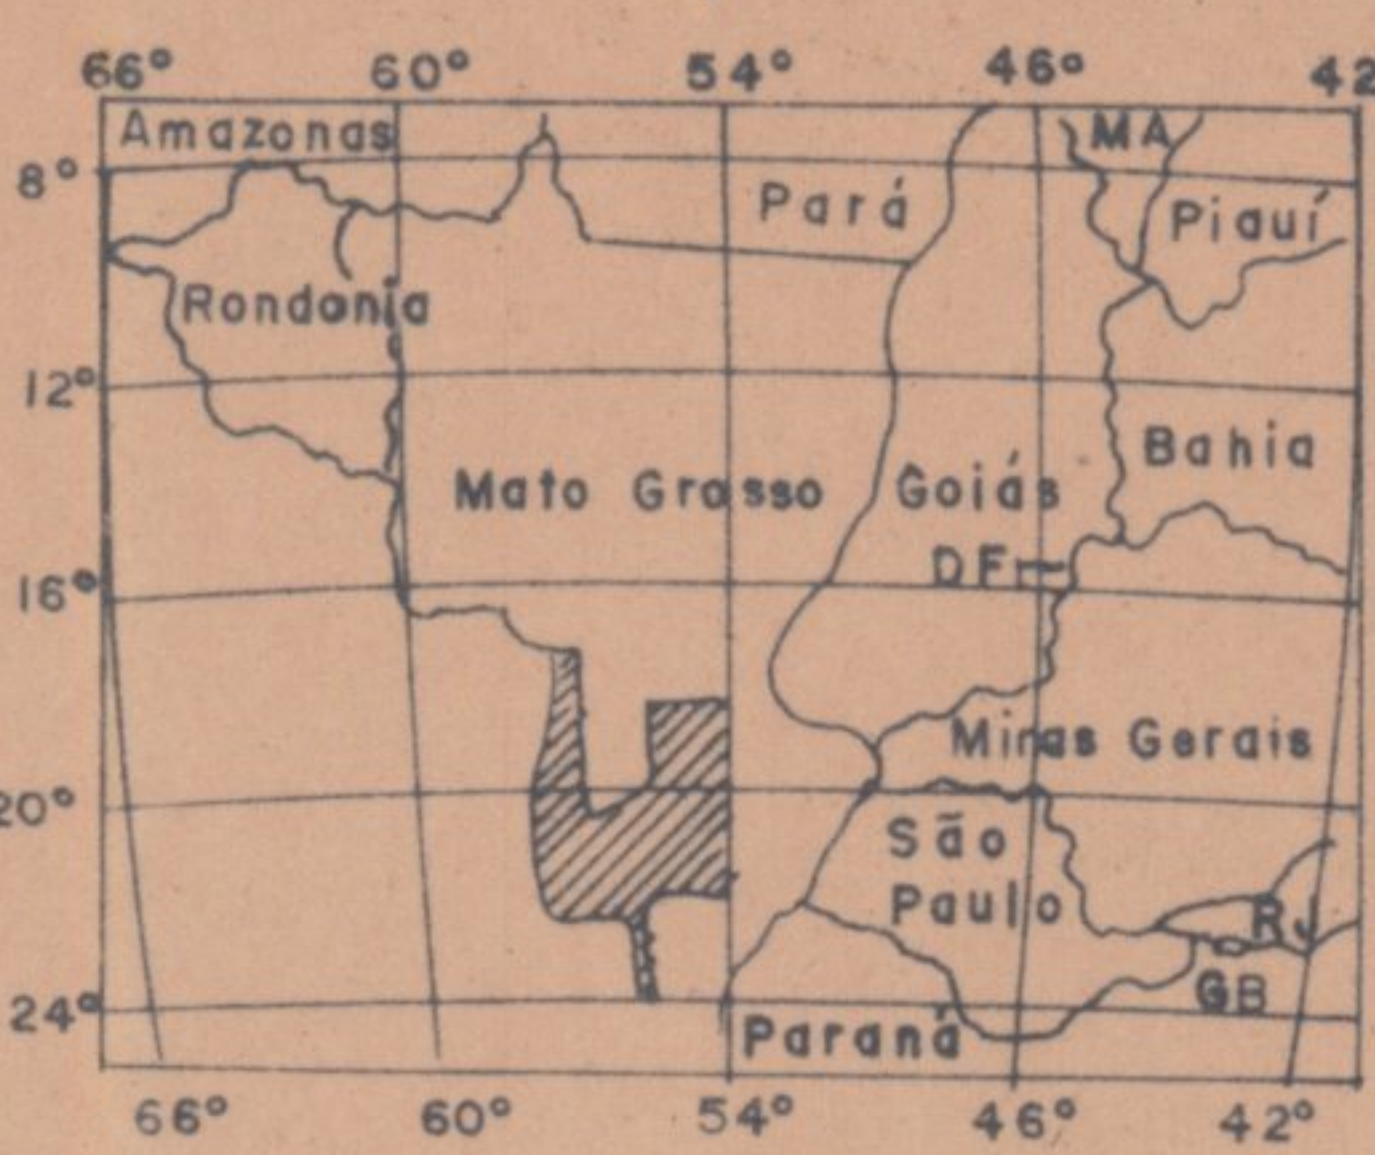 66° 60° 54° 46° 42
Amazonas MA
8°
Pará Piauí
Rondonia
12°
Bahia
Mato Grosso Goiás
DF
16°
Minas Gerais
20°
São
Paulo RJ
GB
24°
Paraná
66° 60° 54° 46° 42°